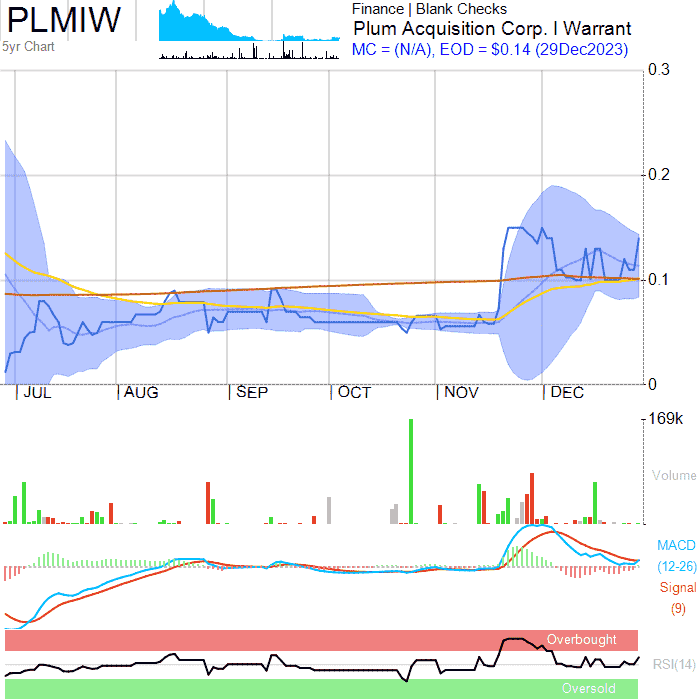 PLMIW
5yr Chart
Finance | Blank Checks
Plum Acquisition Corp. I Warrant
MC = (N/A), EOD = $0.14 (29Dec2023)
0.3
0.2
0.1
0
JUL AUG SEP OCT NOV DEC
169k
Volume
MACD
(12-26)
Signal
(9)
Overbought
RSI(14)
Oversold